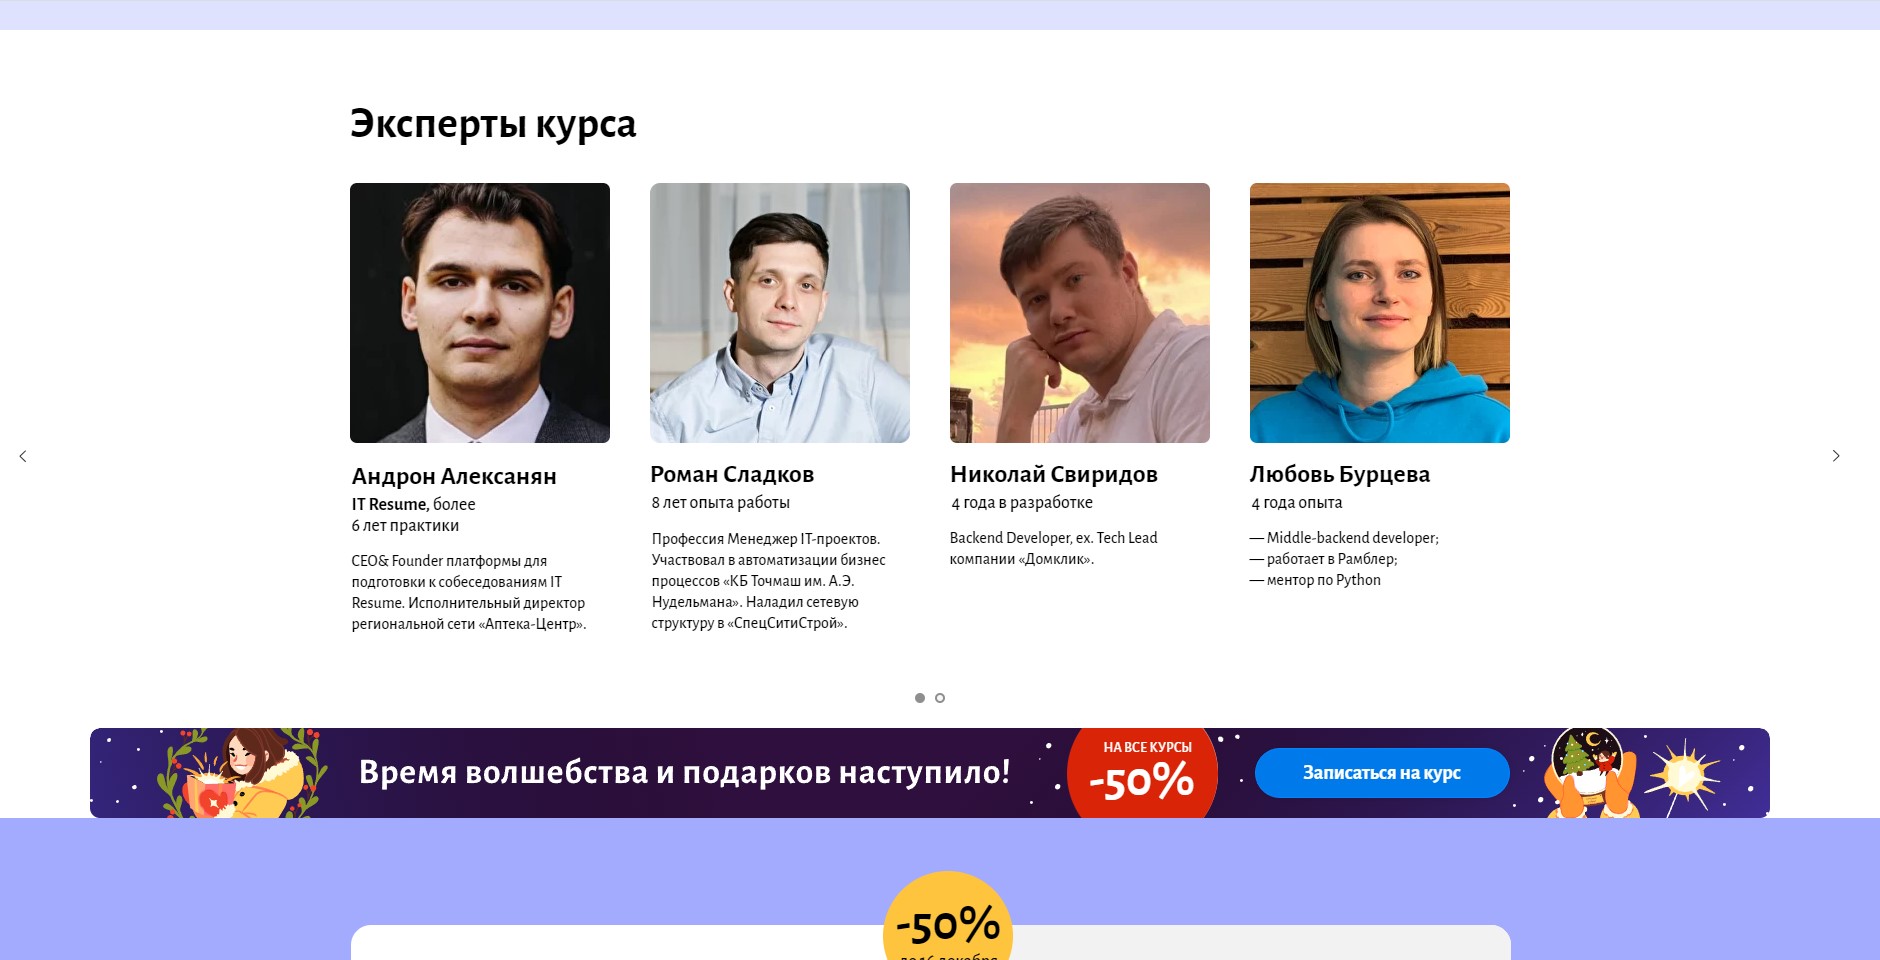 Эксперты курса
Андрон Алексанян
IT Resume, более
6 лет практики
CEO& Founder платформы для
подготовки к собеседованиям IT
Resume. Исполнительный директор
региональной сети «Аптека-Центр».
Роман Сладков
8 лет опыта работы
Профессия Менеджер IT-проектов.
Участвовал в автоматизации бизнес
процессов «КБ Точмаш им. А.Э.
Нудельмана». Наладил сетевую
структуру в «СпецСитиСтрой».
Николай Свиридов
4 года в разработке
Backend Developer, ex. Tech Lead
компании «Домклик».
Любовь Бурцева
4 года опыта
— Middle-backend developer;
— работает в Рамблер;
— ментор по Python
Время волшебства и подарков наступило!
НА ВСЕ КУРСЫ
-50%
Записаться на курс
-50%
до 16 декабря